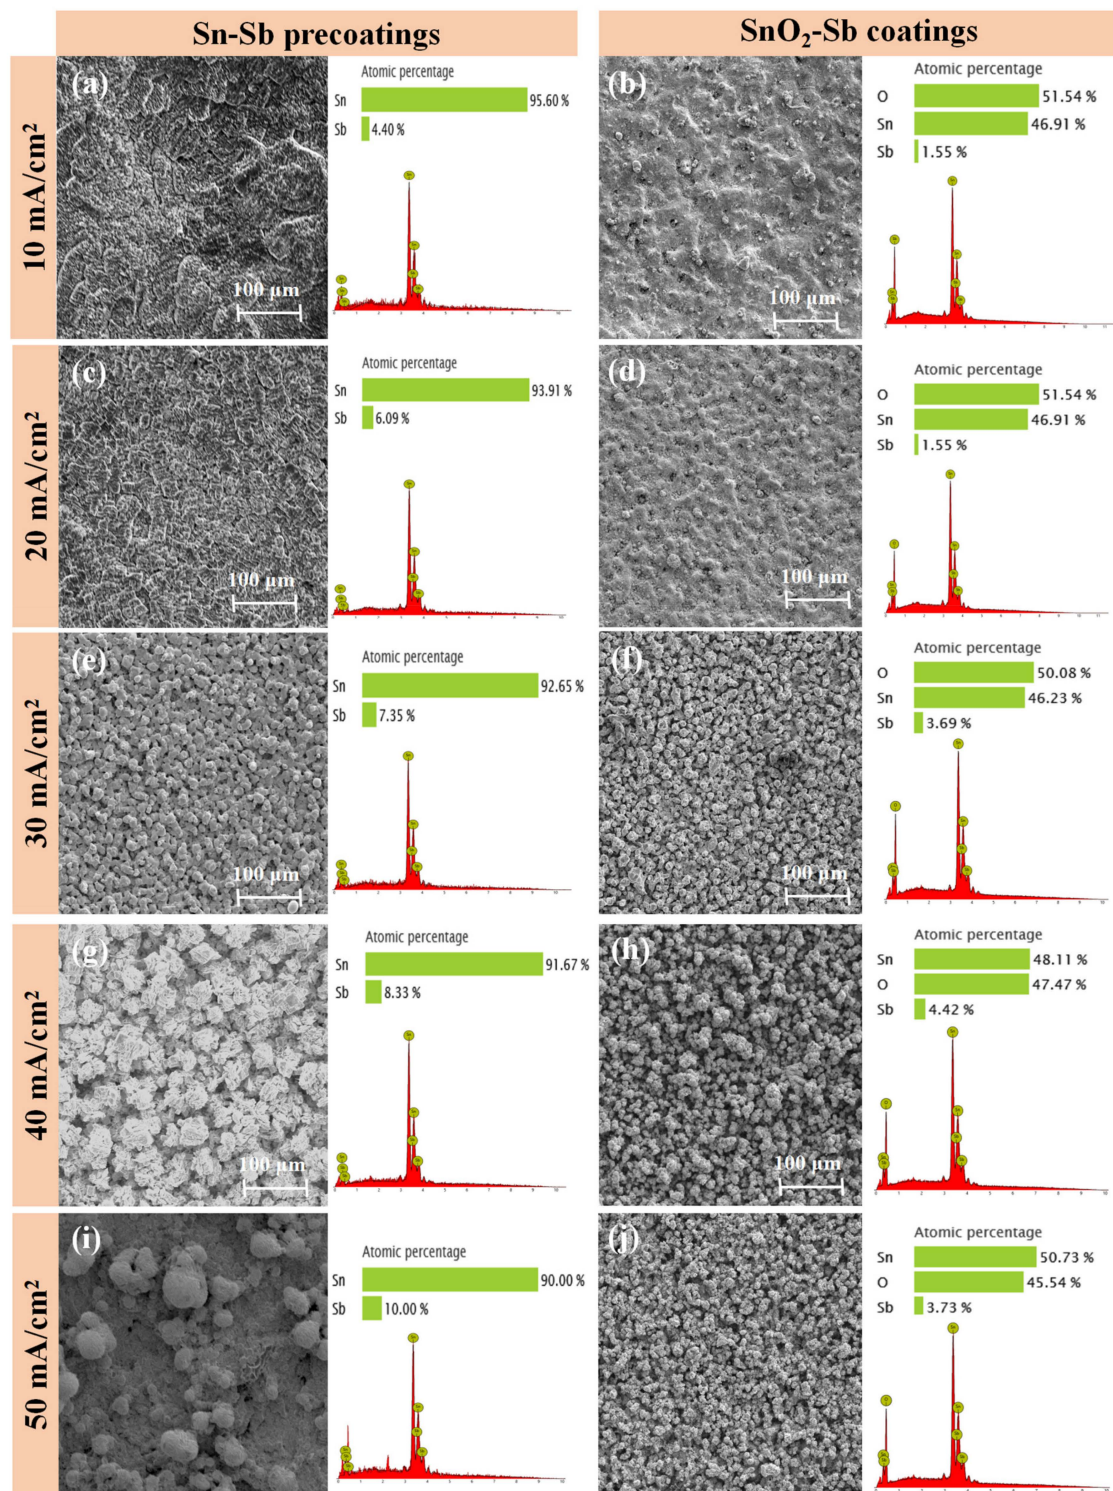 Sn-Sb precoatings
SnO₂-Sb coatings
10 mA/cm²
(a)
100 µm
Atomic percentage
Sn 95.60 %
Sb 4.40 %
(b)
100 µm
Atomic percentage
O 51.54 %
Sn 46.91 %
Sb 1.55 %
20 mA/cm²
(c)
100 µm
Atomic percentage
Sn 93.91 %
Sb 6.09 %
(d)
100 µm
Atomic percentage
O 51.54 %
Sn 46.91 %
Sb 1.55 %
30 mA/cm²
(e)
100 µm
Atomic percentage
Sn 92.65 %
Sb 7.35 %
(f)
100 µm
Atomic percentage
O 50.08 %
Sn 46.23 %
Sb 3.69 %
40 mA/cm²
(g)
100 µm
Atomic percentage
Sn 91.67 %
Sb 8.33 %
(h)
100 µm
Atomic percentage
Sn 48.11 %
O 47.47 %
Sb 4.42 %
50 mA/cm²
(i)
Atomic percentage
Sn 90.00 %
Sb 10.00 %
(j)
Atomic percentage
Sn 50.73 %
O 45.54 %
Sb 3.73 %